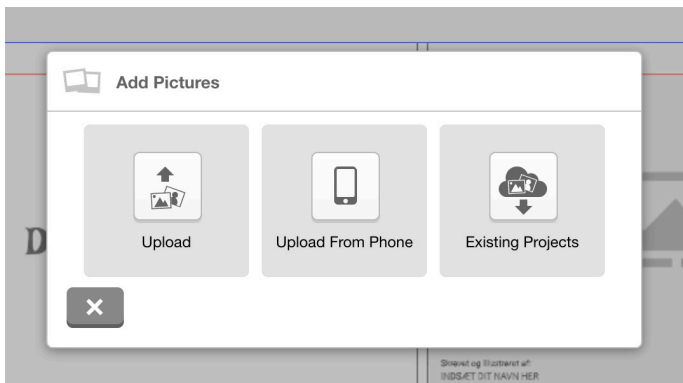 Add Pictures
Upload
Upload From Phone
Existing Projects
D
Skrevet og Illustreret af:
INDSÆT DIT NAVN HER